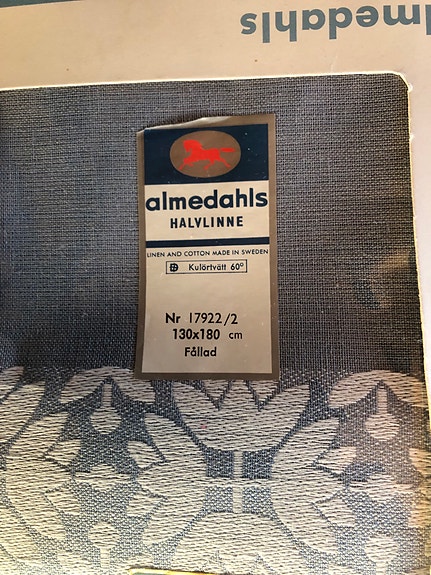 almedahls
almedahls
HALVLINNE
LINEN AND COTTON MADE IN SWEDEN
Kulörtvätt 60°
Nr 17922/2
130x180 cm
Fållad